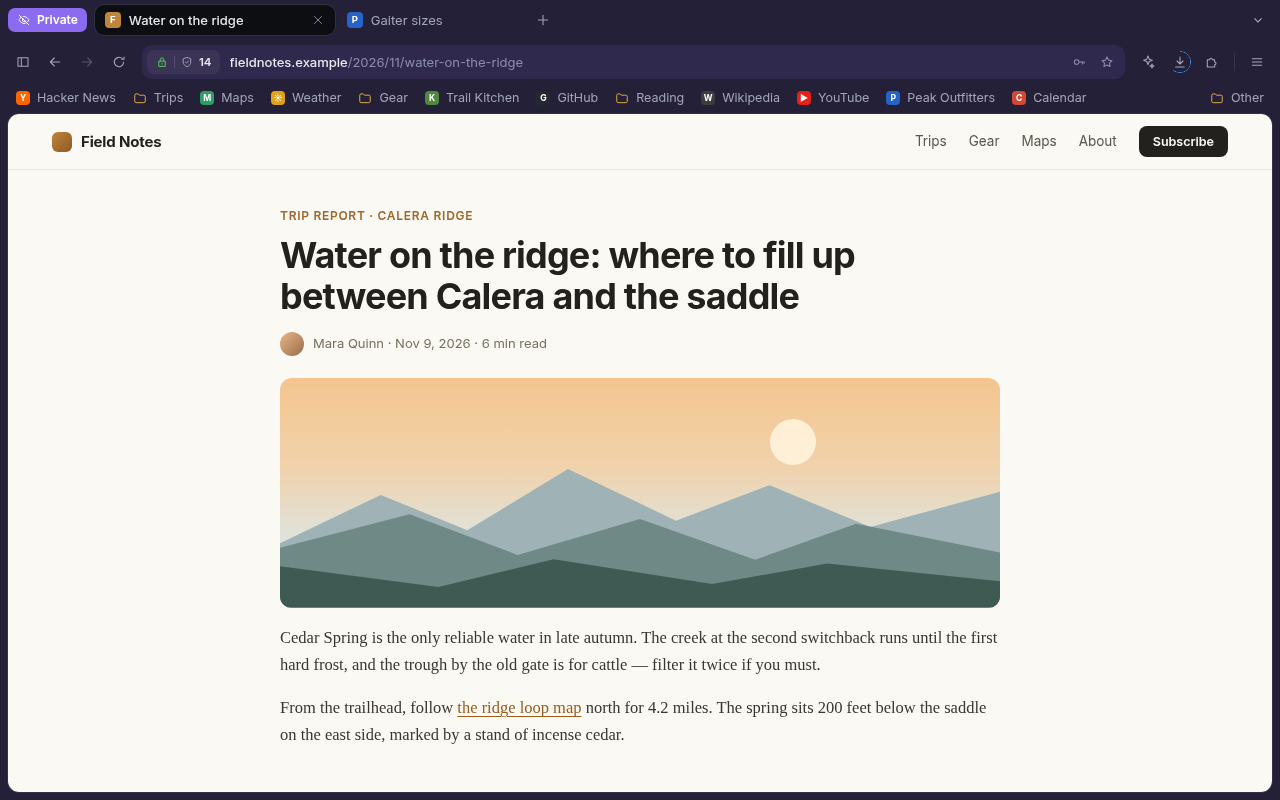 Private
F
Water on the ridge
P
Gaiter sizes
14
fieldnotes.example/2026/11/water-on-the-ridge
Y
Hacker News
Trips
M
Maps
Weather
Gear
K
Trail Kitchen
G
GitHub
Reading
W
Wikipedia
YouTube
P
Peak Outfitters
C
Calendar
Other
Field Notes
Trips
Gear
Maps
About
Subscribe
TRIP REPORT · CALERA RIDGE
Water on the ridge: where to fill up
between Calera and the saddle
Mara Quinn · Nov 9, 2026 · 6 min read
Cedar Spring is the only reliable water in late autumn. The creek at the second switchback runs until the first
hard frost, and the trough by the old gate is for cattle — filter it twice if you must.
From the trailhead, follow the ridge loop map north for 4.2 miles. The spring sits 200 feet below the saddle
on the east side, marked by a stand of incense cedar.